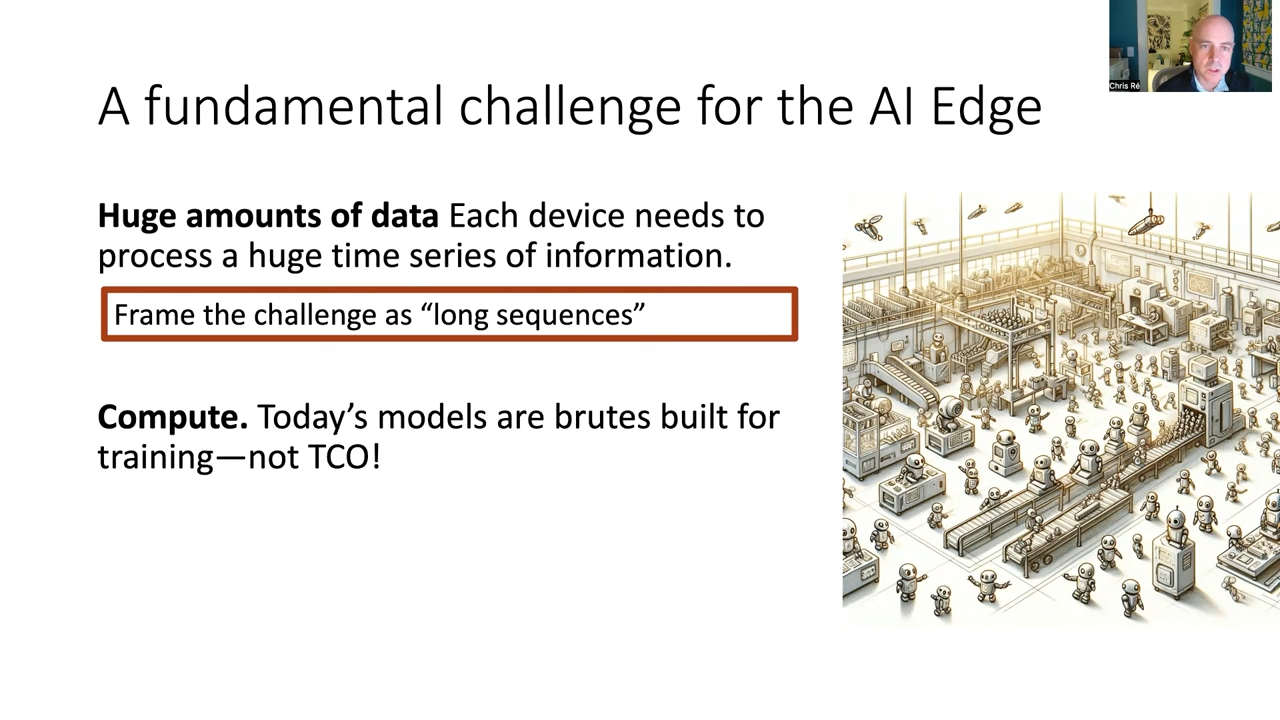 Chris Ré
A fundamental challenge for the AI Edge
Huge amounts of data Each device needs to
process a huge time series of information.
Frame the challenge as “long sequences”
Compute. Today’s models are brutes built for
training—not TCO!